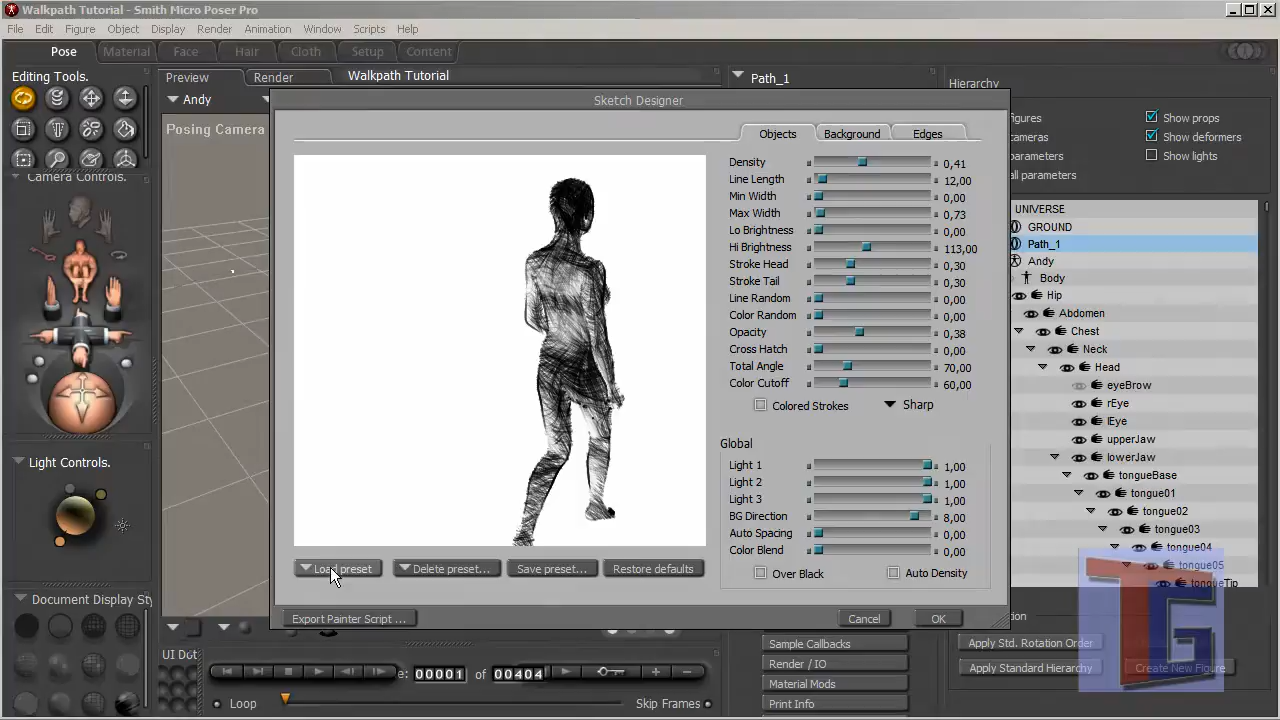 Walkpath Tutorial - Smith Micro Poser Pro
File Edit Figure Object Display Render Animation Window Scripts Help
Pose Material Face Hair Cloth Setup Content
Editing Tools.
Preview Render Walkpath Tutorial
Path_1
Hierarchy
Andy
Posing Camera
Camera Controls.
Light Controls.
Document Display Sty
UI Dot
Sketch Designer
Objects Background Edges
Density 0,41
Line Length 12,00
Min Width 0,00
Max Width 0,73
Lo Brightness 0,00
Hi Brightness 113,00
Stroke Head 0,30
Stroke Tail 0,30
Line Random 0,00
Color Random 0,00
Opacity 0,38
Cross Hatch 0,00
Total Angle 70,00
Color Cutoff 60,00
Colored Strokes Sharp
Global
Light 1 1,00
Light 2 1,00
Light 3 1,00
BG Direction 8,00
Auto Spacing 0,00
Color Blend 0,00
Over Black Auto Density
Load preset Delete preset... Save preset... Restore defaults
Export Painter Script ... Cancel OK
figures Show props
cameras Show deformers
parameters Show lights
all parameters
UNIVERSE
GROUND
Path_1
Andy
Body
Hip
Abdomen
Chest
Neck
Head
eyeBrow
rEye
lEye
upperJaw
lowerJaw
tongueBase
tongue01
tongue02
tongue03
tongue04
tongue05
tongueTip
Apply Std. Rotation Order
Apply Standard Hierarchy Create New Figure
TG
Sample Callbacks
Render / IO
Material Mods
Print Info
00001 of 00404
Loop Skip Frames